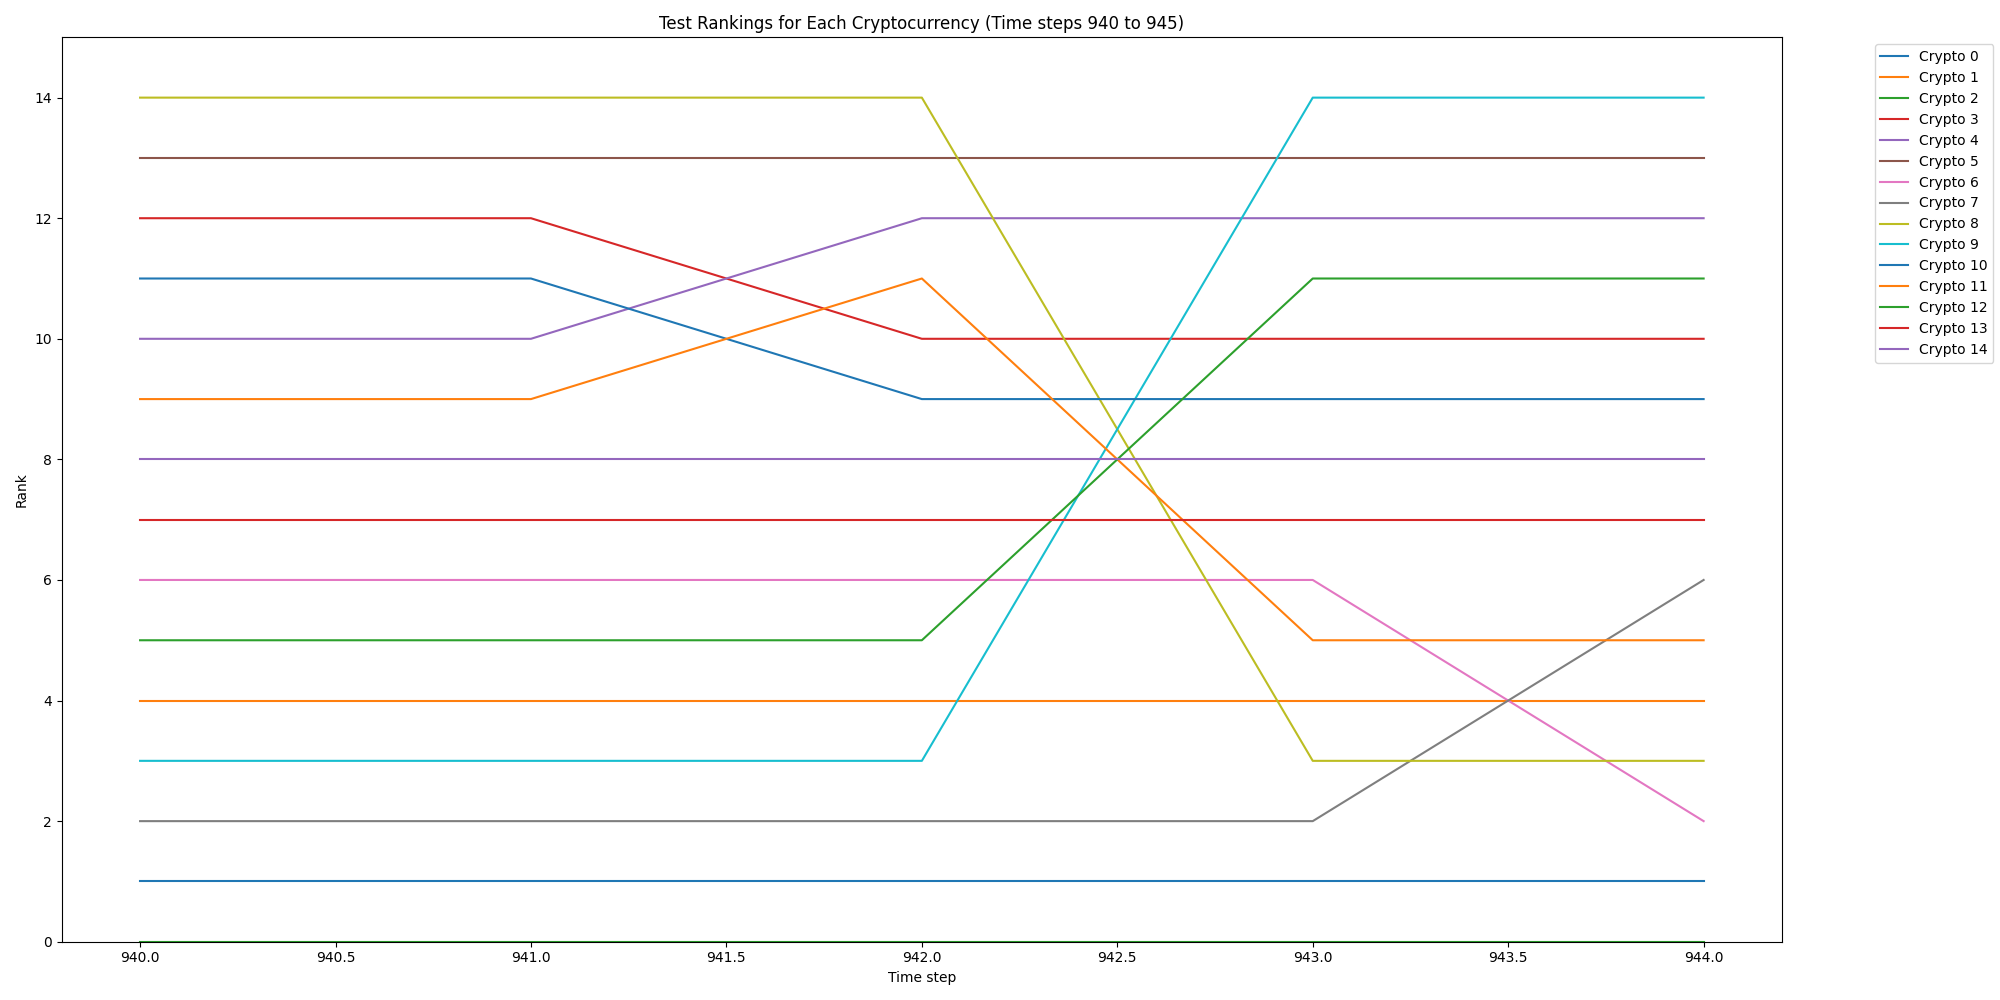 Test Rankings for Each Cryptocurrency (Time steps 940 to 945)
Rank
14
12
10
8
6
4
2
0
940.0 940.5 941.0 941.5 942.0 942.5 943.0 943.5 944.0
Time step
Crypto 0
Crypto 1
Crypto 2
Crypto 3
Crypto 4
Crypto 5
Crypto 6
Crypto 7
Crypto 8
Crypto 9
Crypto 10
Crypto 11
Crypto 12
Crypto 13
Crypto 14